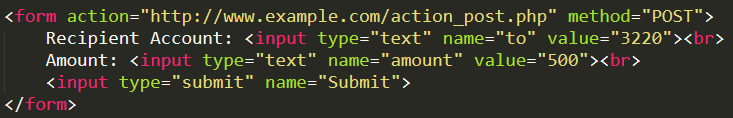 <form action="http://www.example.com/action_post.php" method="POST">
Recipient Account: <input type="text" name="to" value="3220"><br>
Amount: <input type="text" name="amount" value="500"><br>
<input type="submit" name="Submit">
</form>